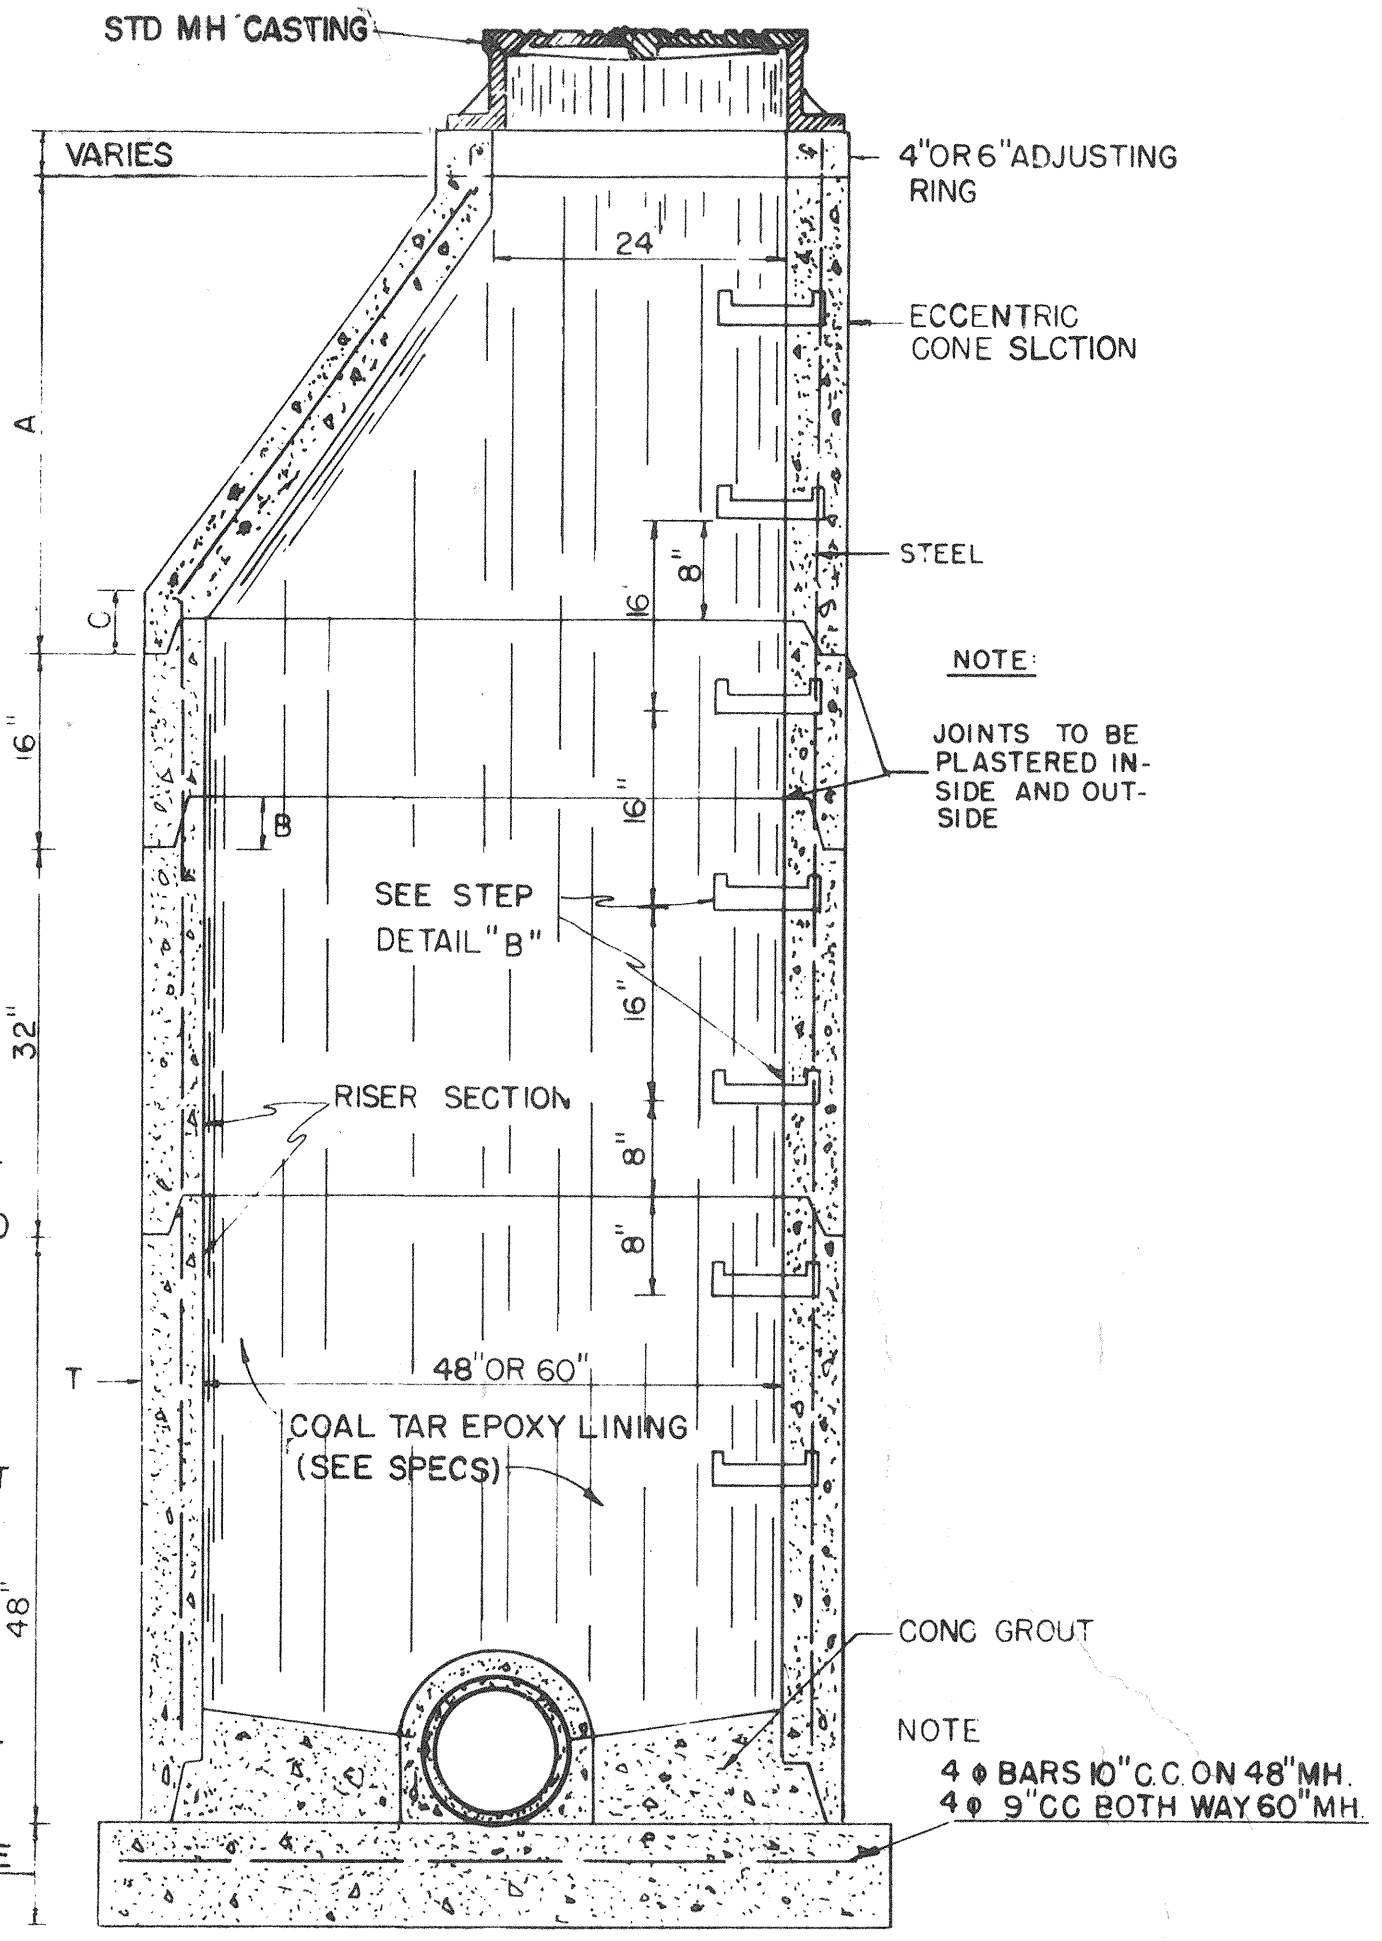 STD MH CASTING
VARIES
4"OR 6"ADJUSTING
RING
24
ECCENTRIC
CONE SLCTION
A
STEEL
8"
16
C
NOTE:
JOINTS TO BE
PLASTERED IN-
SIDE AND OUT-
SIDE
16"
16"
B
SEE STEP
DETAIL "B"
16"
32"
RISER SECTION
8"
8"
48"OR 60"
T
COAL TAR EPOXY LINING
(SEE SPECS)
48"
CONC GROUT
NOTE
4 φ BARS 10"C.C. ON 48"MH.
4 φ 9"CC BOTH WAY 60"MH.